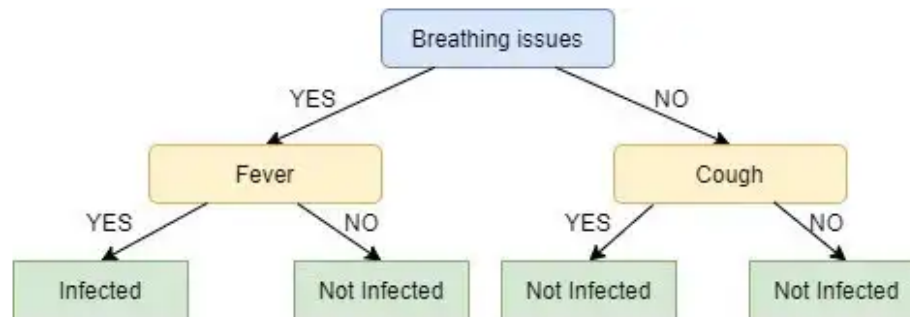 Breathing issues
YES
NO
Fever
Cough
YES
NO
YES
NO
Infected
Not Infected
Not Infected
Not Infected